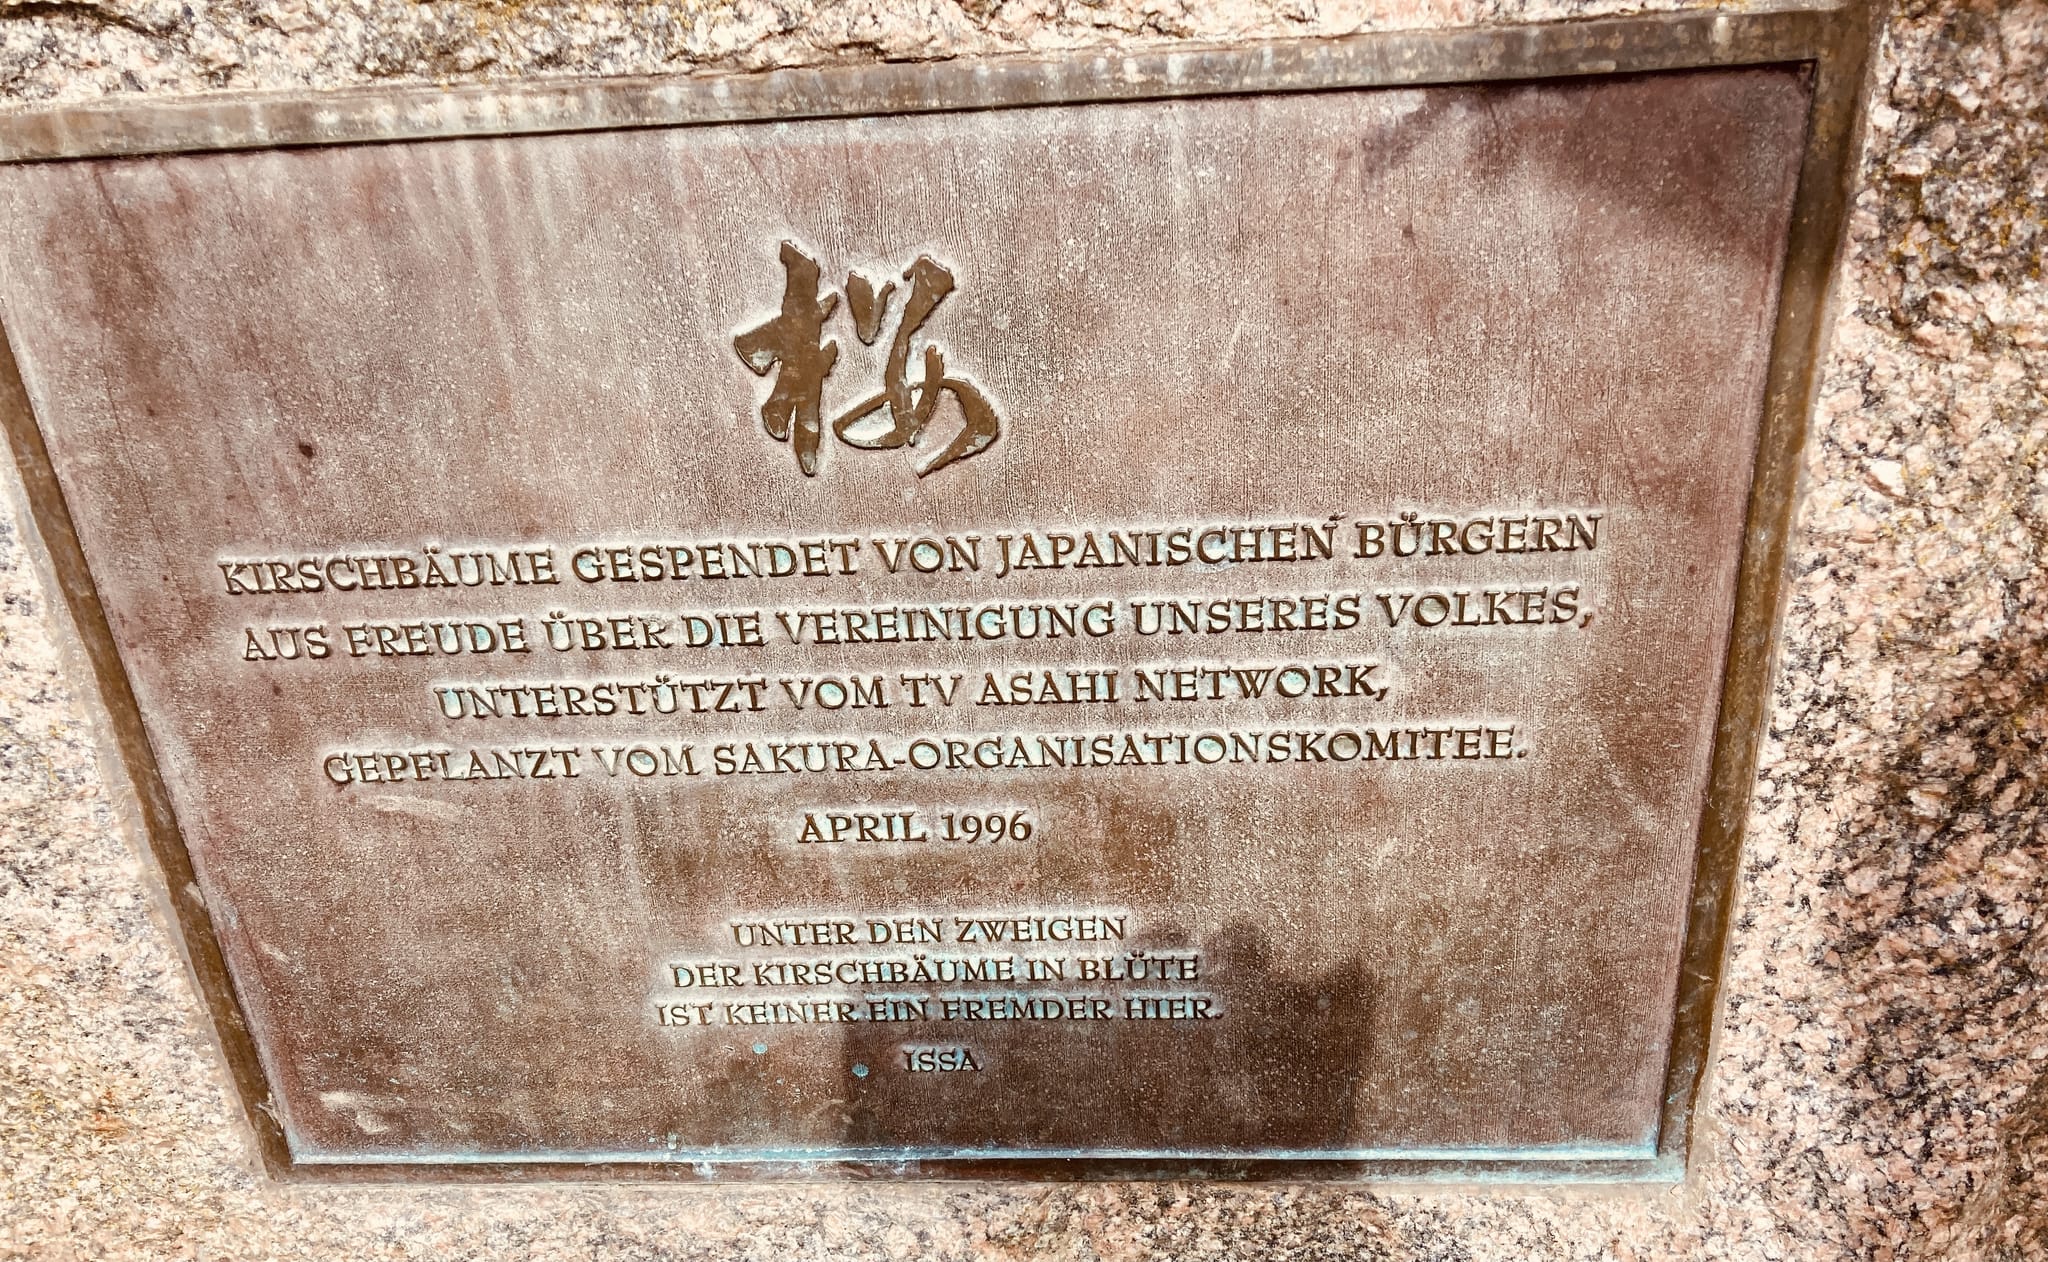 桜
KIRSCHBÄUME GESPENDET VON JAPANISCHEN BÜRGERN
AUS FREUDE ÜBER DIE VEREINIGUNG UNSERES VOLKES,
UNTERSTÜTZT VOM TV ASAHI NETWORK,
GEPFLANZT VOM SAKURA-ORGANISATIONSKOMITEE.
APRIL 1996
UNTER DEN ZWEIGEN
DER KIRSCHBÄUME IN BLÜTE
IST KEINER EIN FREMDER HIER.
ISSA